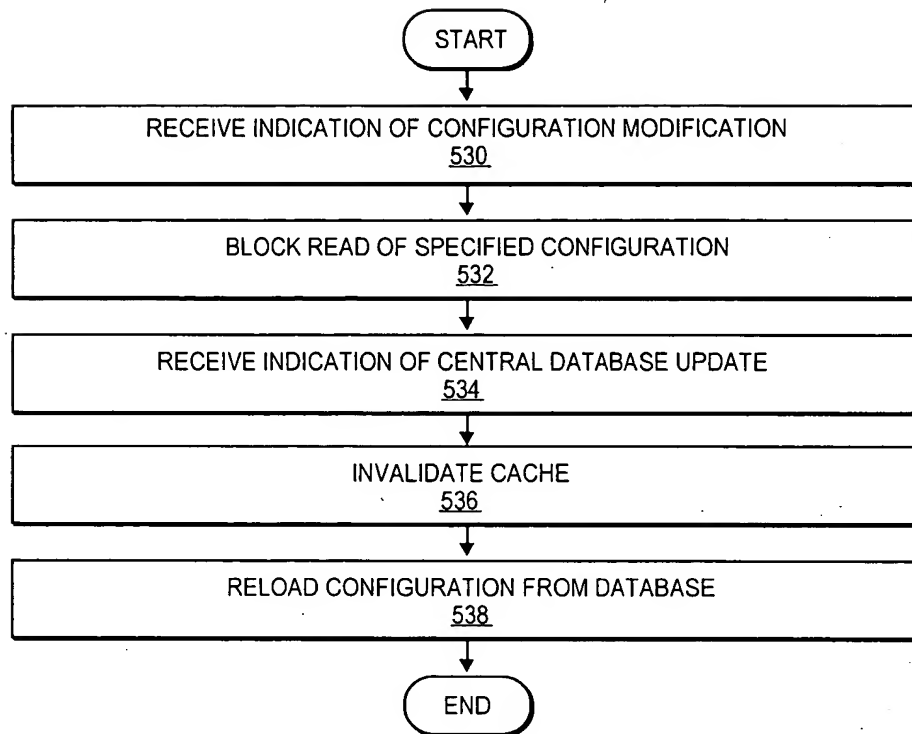 START
RECEIVE INDICATION OF CONFIGURATION MODIFICATION
530
BLOCK READ OF SPECIFIED CONFIGURATION
532
RECEIVE INDICATION OF CENTRAL DATABASE UPDATE
534
INVALIDATE CACHE
536
RELOAD CONFIGURATION FROM DATABASE
538
END